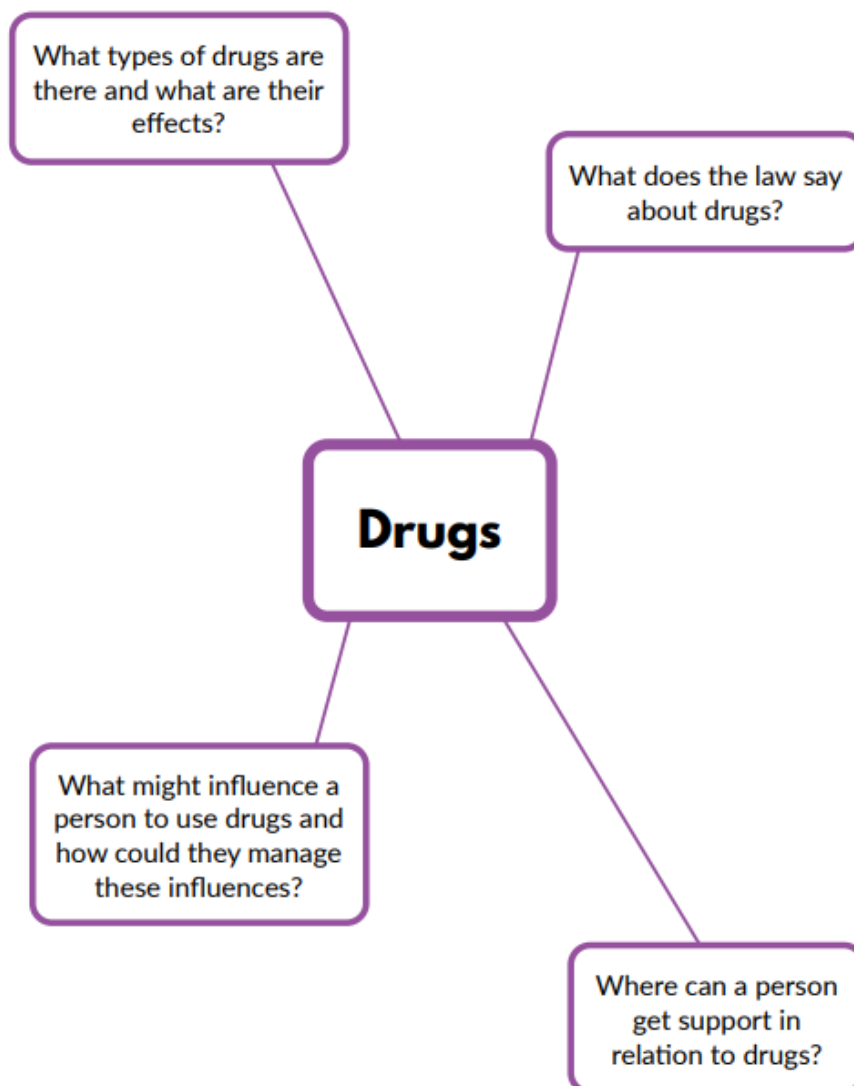 What types of drugs are
there and what are their
effects?
What does the law say
about drugs?
Drugs
What might influence a
person to use drugs and
how could they manage
these influences?
Where can a person
get support in
relation to drugs?